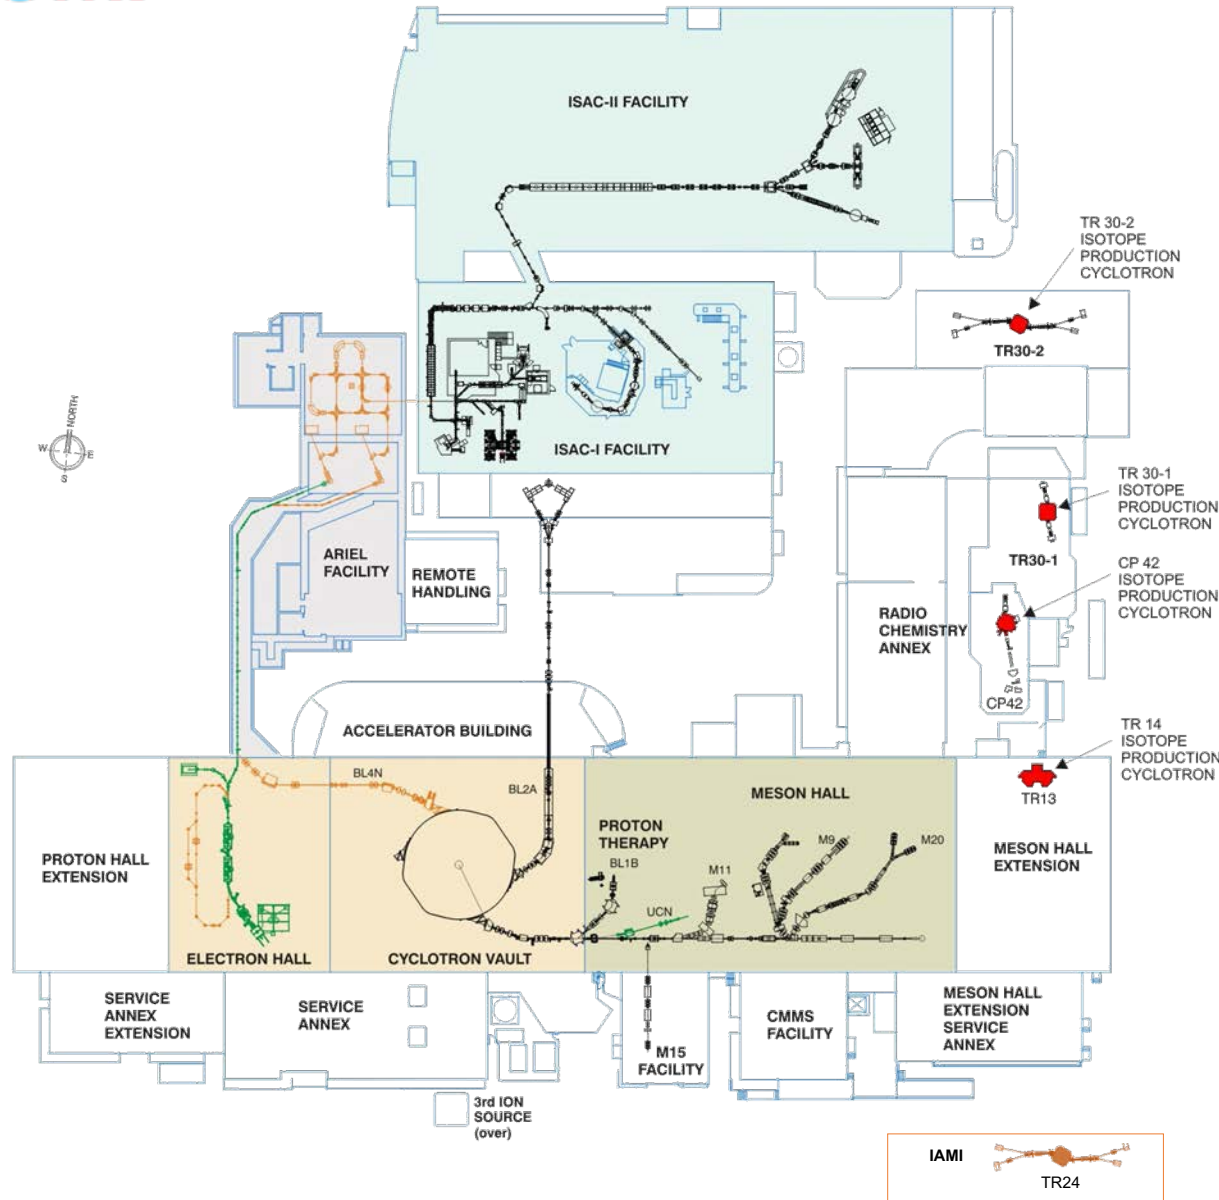 ISAC-II FACILITY
TR 30-2
ISOTOPE
PRODUCTION
CYCLOTRON
TR30-2
NORTH
W
E
S
ISAC-I FACILITY
TR 30-1
ISOTOPE
PRODUCTION
CYCLOTRON
TR30-1
ARIEL
FACILITY
REMOTE
HANDLING
CP 42
ISOTOPE
PRODUCTION
CYCLOTRON
RADIO
CHEMISTRY
ANNEX
CP42
ACCELERATOR BUILDING
TR 14
ISOTOPE
PRODUCTION
CYCLOTRON
TR13
BL4N
BL2A
MESON HALL
PROTON
THERAPY
BL1B
M9
M20
M11
UCN
PROTON HALL
EXTENSION
MESON HALL
EXTENSION
ELECTRON HALL
CYCLOTRON VAULT
SERVICE
ANNEX
EXTENSION
SERVICE
ANNEX
M15
FACILITY
CMMS
FACILITY
MESON HALL
EXTENSION
SERVICE
ANNEX
3rd ION
SOURCE
(over)
IAMI
TR24